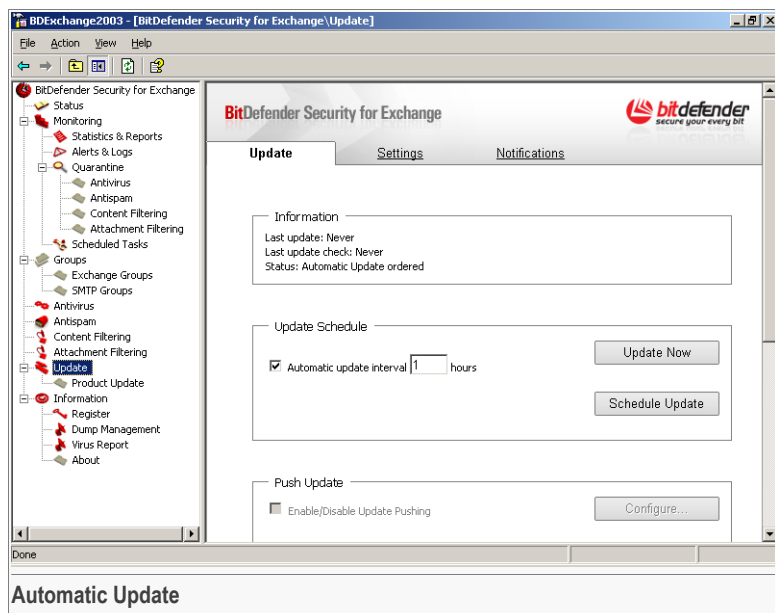 BDExchange2003 - [BitDefender Security for Exchange\Update]
File Action View Help
BitDefender Security for Exchange
Status
Monitoring
Statistics & Reports
Alerts & Logs
Quarantine
Antivirus
Antispam
Content Filtering
Attachment Filtering
Scheduled Tasks
Groups
Exchange Groups
SMTP Groups
Antivirus
Antispam
Content Filtering
Attachment Filtering
Update
Product Update
Information
Register
Dump Management
Virus Report
About
BitDefender Security for Exchange
bitdefender
secure your every bit
Update Settings Notifications
Information
Last update: Never
Last update check: Never
Status: Automatic Update ordered
Update Schedule
Automatic update interval 1 hours
Update Now
Schedule Update
Push Update
Enable/Disable Update Pushing
Configure...
Done
Automatic Update